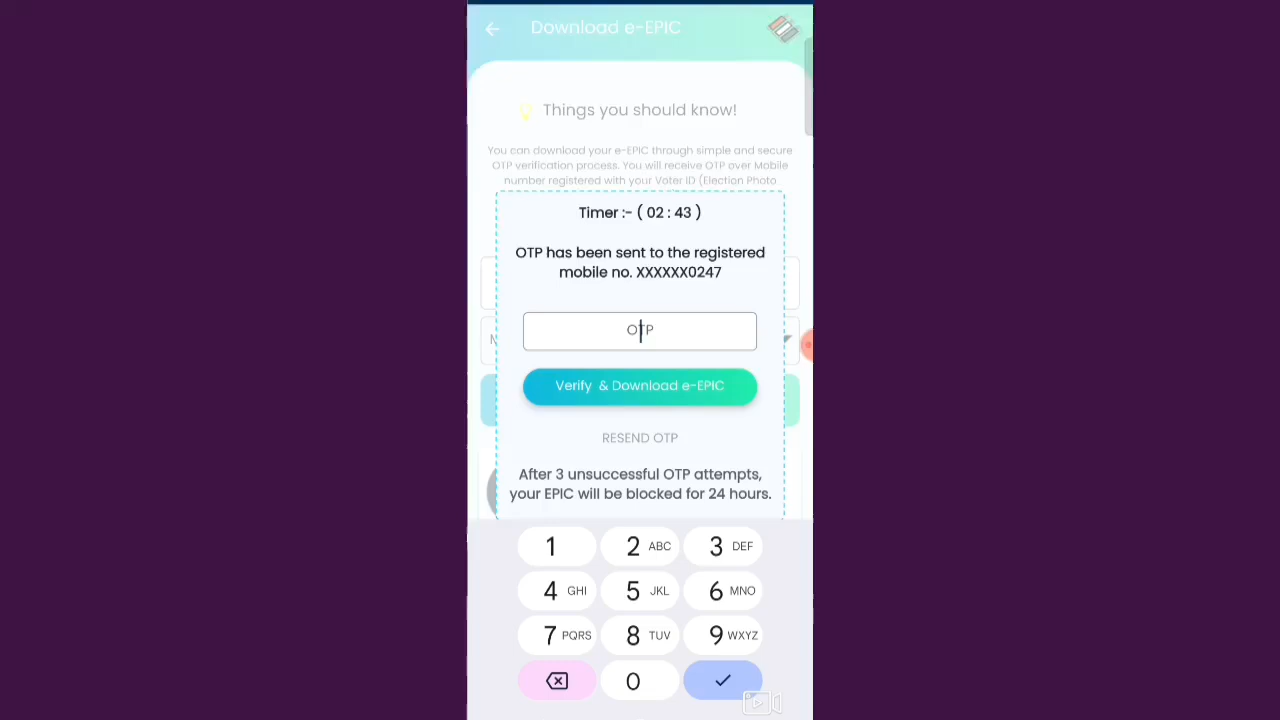 Download e-EPIC
Things you should know!
You can download your e-EPIC through simple and secure
OTP verification process. You will receive OTP over Mobile
number registered with your Voter ID (Election Photo
Timer :- ( 02 : 43 )
OTP has been sent to the registered
mobile no. XXXXXX0247
OTP
Verify & Download e-EPIC
RESEND OTP
After 3 unsuccessful OTP attempts,
your EPIC will be blocked for 24 hours.
1 2 ABC 3 DEF
4 GHI 5 JKL 6 MNO
7 PQRS 8 TUV 9 WXYZ
0